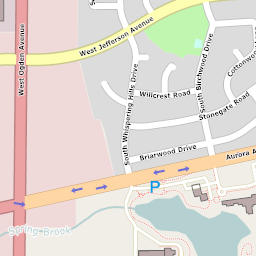 West Jefferson Avenue
West Ogden Avenue
South Whispering Hills Drive
South Birchwood Drive
Cottonwo
Willcrest Road
Stonegate Road
Briarwood Drive
Aurora A
P
Spring Brook